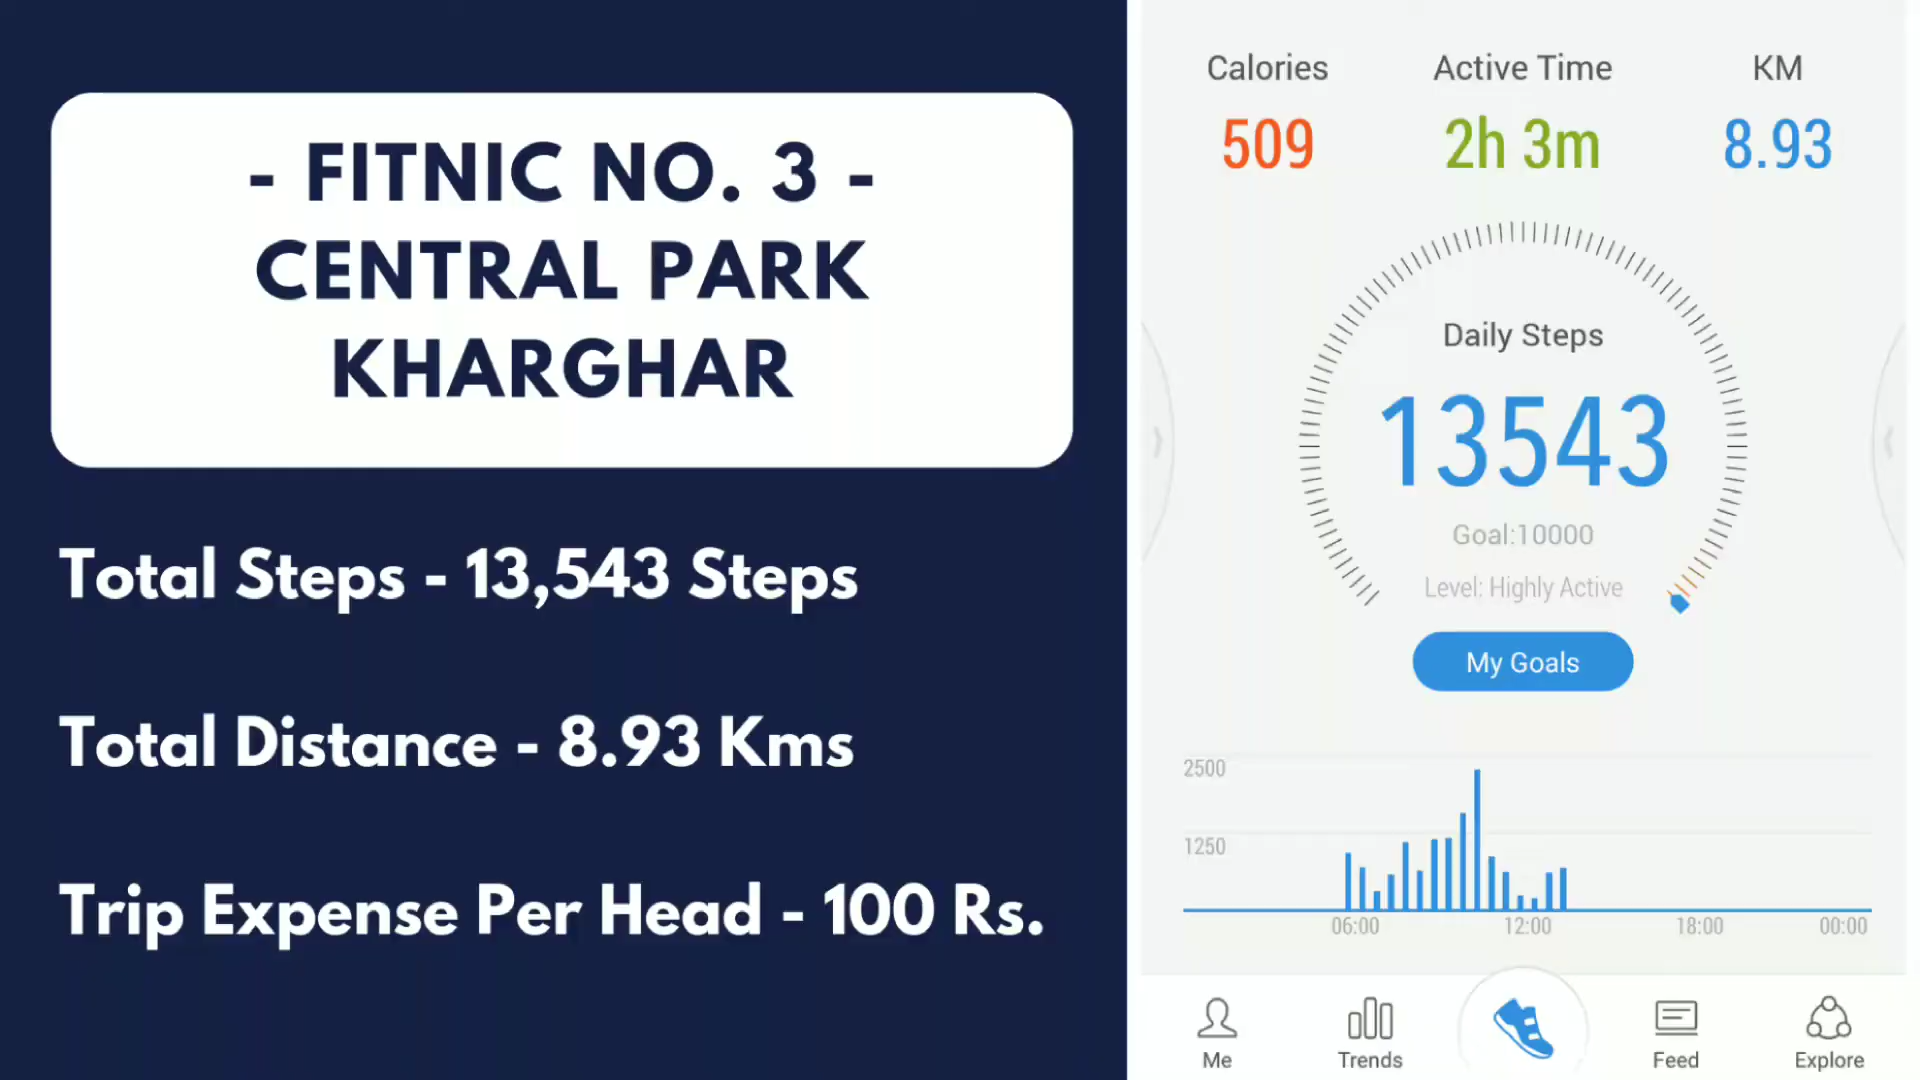 - FITNIC NO. 3 -
CENTRAL PARK
KHARGHAR
Total Steps - 13,543 Steps
Total Distance - 8.93 Kms
Trip Expense Per Head - 100 Rs.
Calories Active Time KM
509 2h 3m 8.93
Daily Steps
13543
Goal:10000
Level: Highly Active
My Goals
2500
1250
06:00 12:00 18:00 00:00
Me Trends Feed Explore